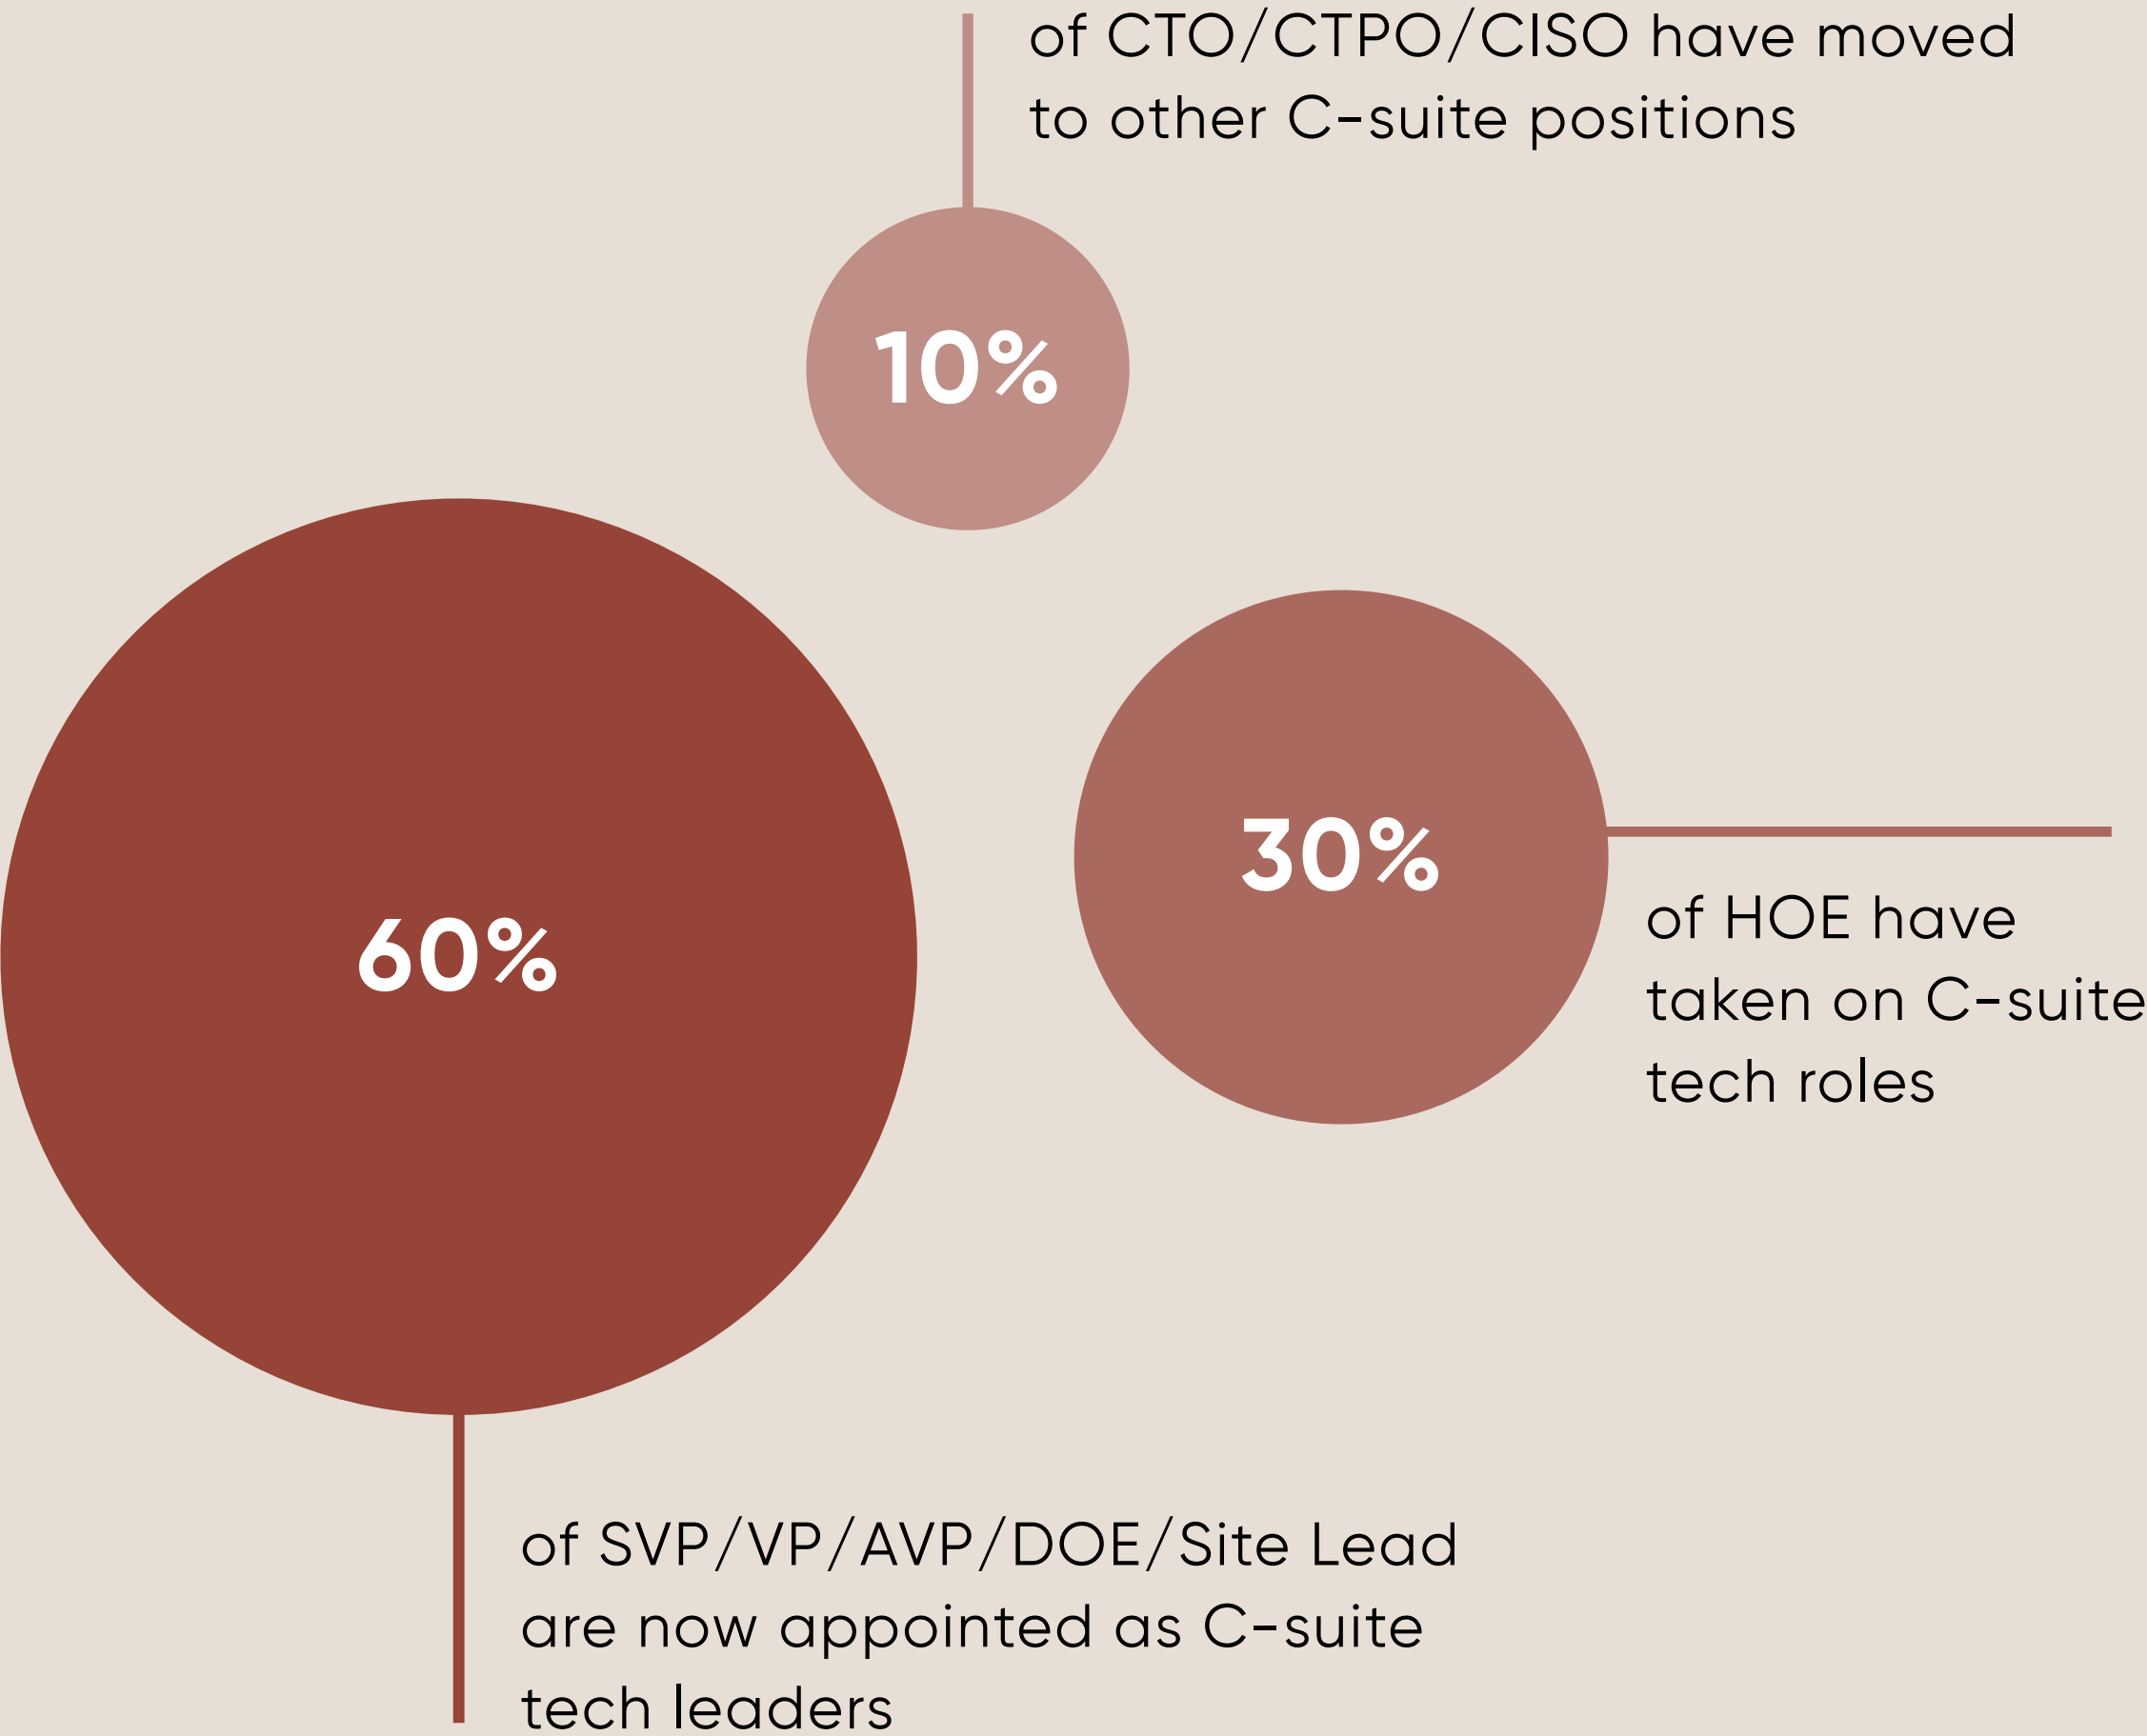 of CTO/CTPO/CISO have moved
to other C-suite positions
10%
60%
30%
of HOE have
taken on C-suite
tech roles
of SVP/VP/AVP/DOE/Site Lead
are now appointed as C-suite
tech leaders